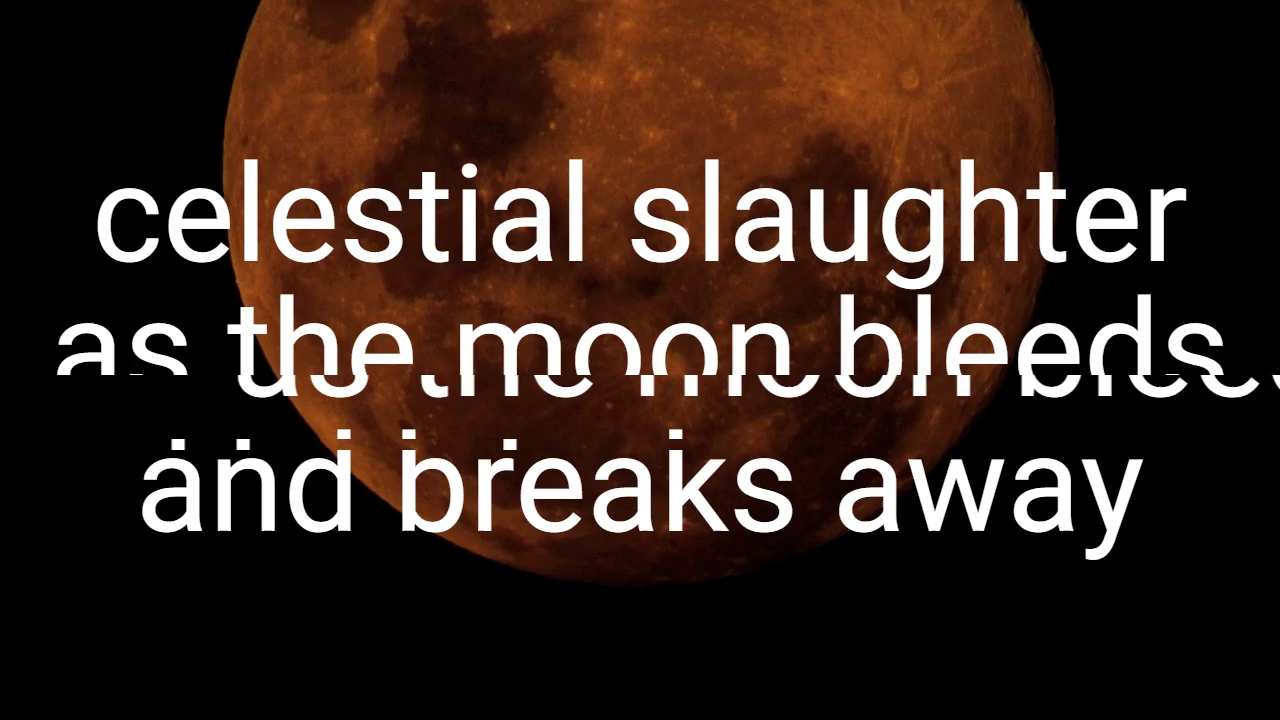 celestial slaughter
as the moon bleeds
and breaks away